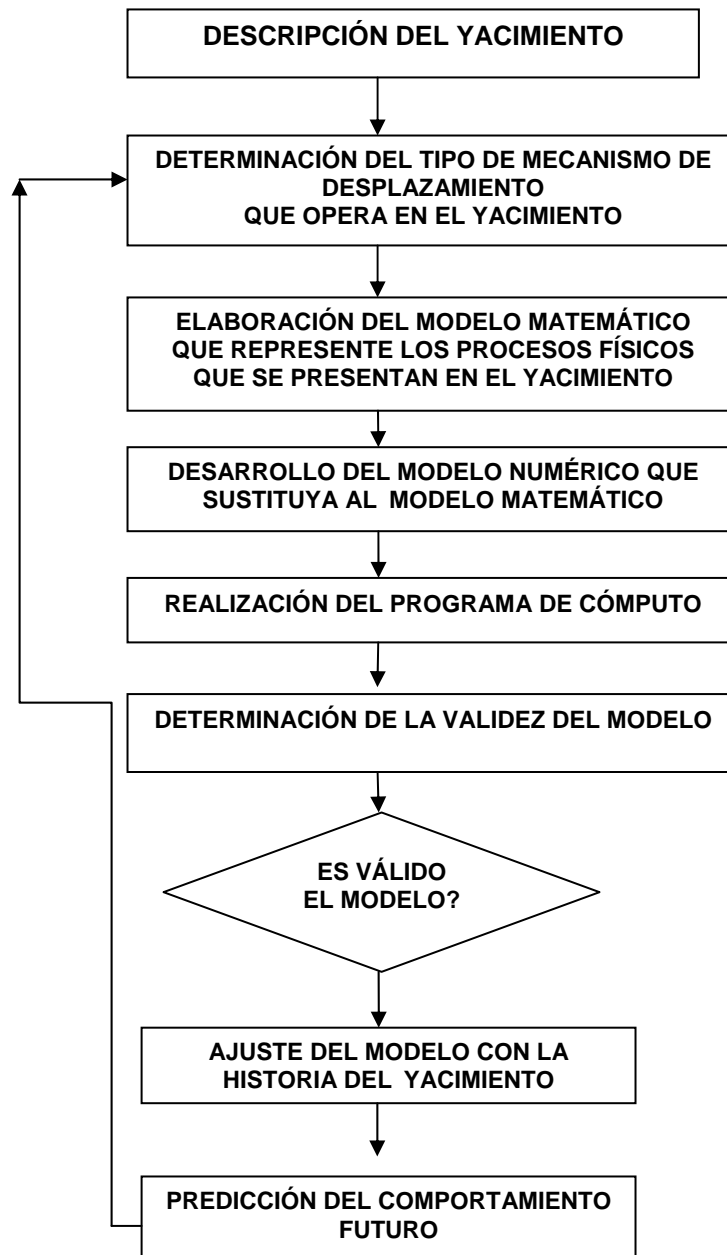 DESCRIPCIÓN DEL YACIMIENTO
DETERMINACIÓN DEL TIPO DE MECANISMO DE
DESPLAZAMIENTO
QUE OPERA EN EL YACIMIENTO
ELABORACIÓN DEL MODELO MATEMÁTICO
QUE REPRESENTE LOS PROCESOS FÍSICOS
QUE SE PRESENTAN EN EL YACIMIENTO
DESARROLLO DEL MODELO NUMÉRICO QUE
SUSTITUYA AL MODELO MATEMÁTICO
REALIZACIÓN DEL PROGRAMA DE CÓMPUTO
DETERMINACIÓN DE LA VALIDEZ DEL MODELO
ES VÁLIDO
EL MODELO?
AJUSTE DEL MODELO CON LA
HISTORIA DEL YACIMIENTO
PREDICCIÓN DEL COMPORTAMIENTO
FUTURO